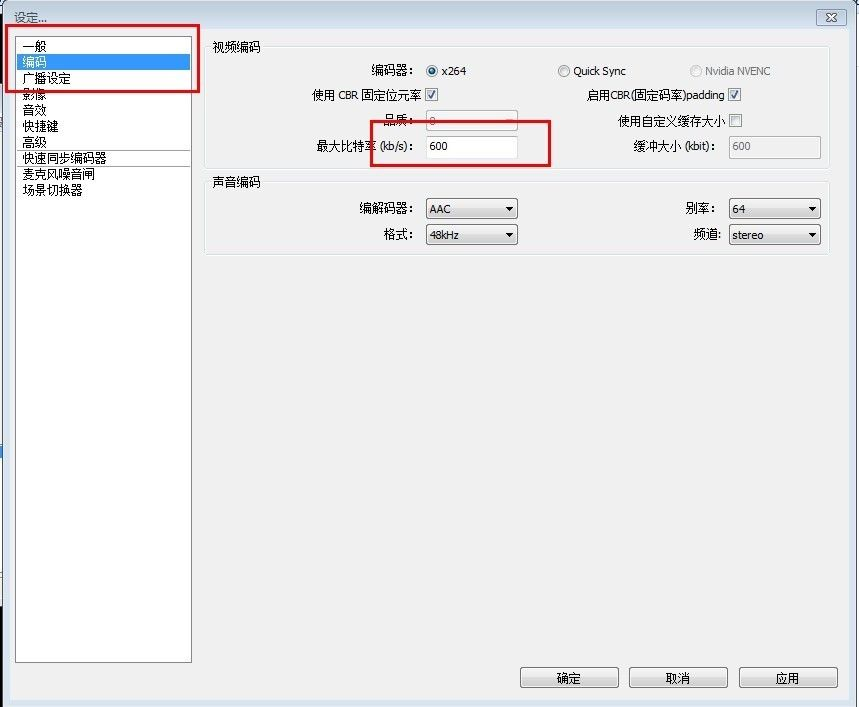 设定...
一般
编码
广播设定
影像
音效
快捷键
高级
快速同步编码器
麦克风噪音闸
场景切换器
视频编码
编码器： x264 Quick Sync Nvidia NVENC
使用 CBR 固定位元率 启用CBR(固定码率)padding
品质： 使用自定义缓存大小
最大比特率 (kb/s)： 600 缓冲大小 (kbit)： 600
声音编码
编解码器： AAC 别率： 64
格式： 48kHz 频道: stereo
确定 取消 应用